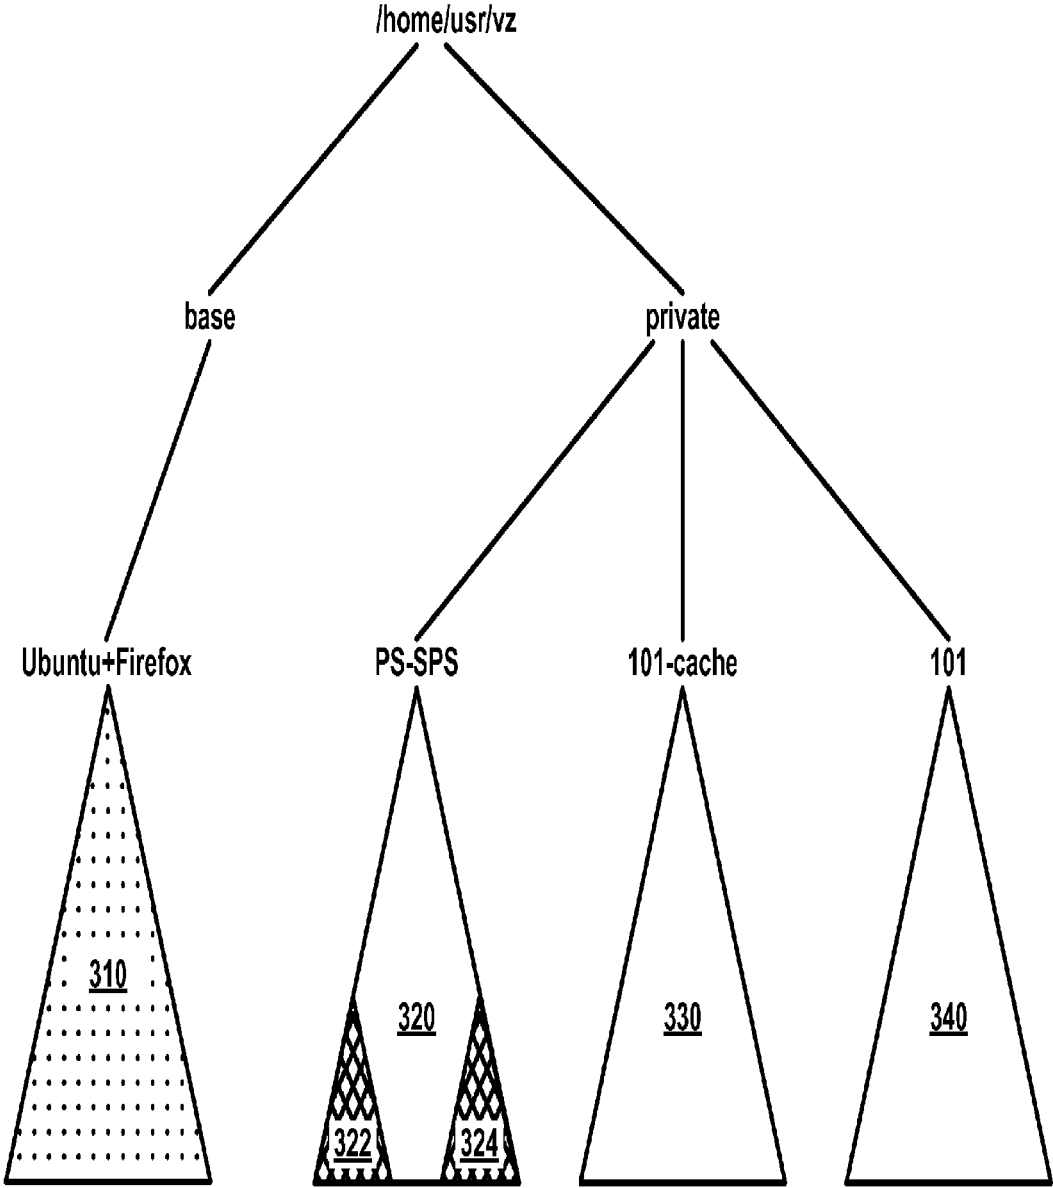 /home/usr/vz
base
private
Ubuntu+Firefox
PS-SPS
101-cache
101
310
320
330
340
322
324